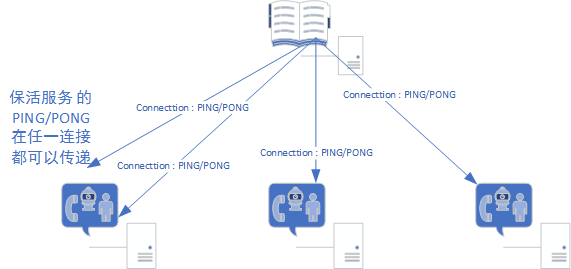 保活服务 的
PING/PONG
在任一连接
都可以传递
Connecttion : PING/PONG
Connecttion : PING/PONG
Connecttion : PING/PONG
Connecttion : PING/PONG